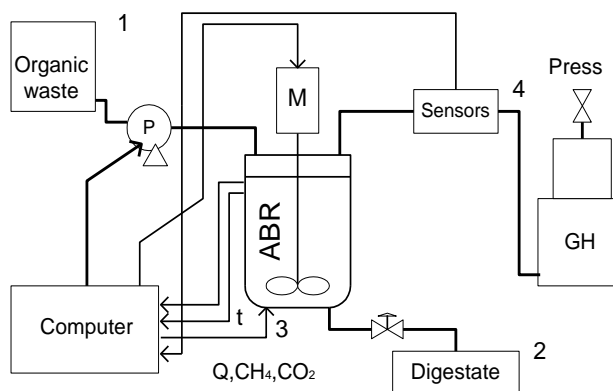 1
Organic
waste
P
M
Sensors
4
Press
ABR
GH
Computer
t
3
Q,CH₄,CO₂
2
Digestate